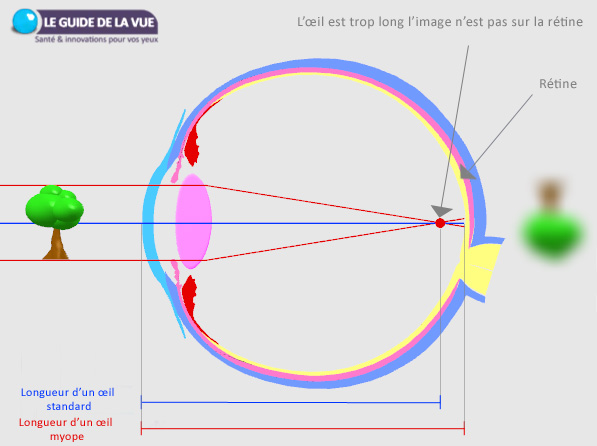 LE GUIDE DE LA VUE
Santé & innovations pour vos yeux
L'œil est trop long l'image n'est pas sur la rétine
Rétine
Longueur d'un œil
standard
Longueur d'un œil
myope